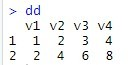 > dd
  v1 v2 v3 v4
1  1  2  3  4
2  2  4  6  8